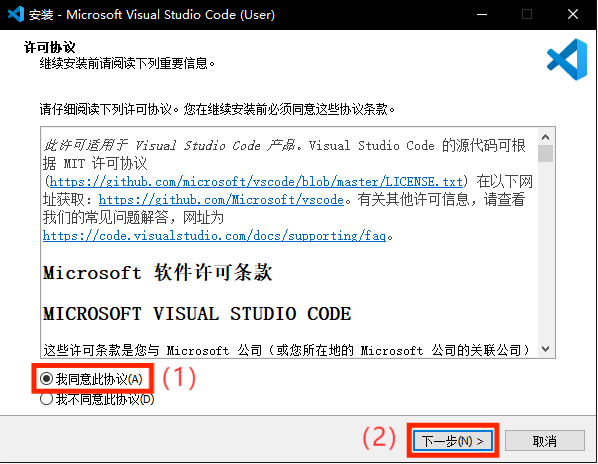 安装 - Microsoft Visual Studio Code (User)
许可协议
继续安装前请阅读下列重要信息。
请仔细阅读下列许可协议。您在继续安装前必须同意这些协议条款。
此许可适用于 Visual Studio Code 产品。Visual Studio Code 的源代码可根
据 MIT 许可协议
(https://github.com/microsoft/vscode/blob/master/LICENSE.txt) 在以下网
址获取：https://github.com/Microsoft/vscode。有关其他许可信息，请查看
我们的常见问题解答，网址为
https://code.visualstudio.com/docs/supporting/faq。
Microsoft 软件许可条款
MICROSOFT VISUAL STUDIO CODE
这些许可条款是您与 Microsoft 公司（或您所在地的 Microsoft 公司的关联公司）
我同意此协议(A) (1)
我不同意此协议(D)
(2) 下一步(N) > 取消